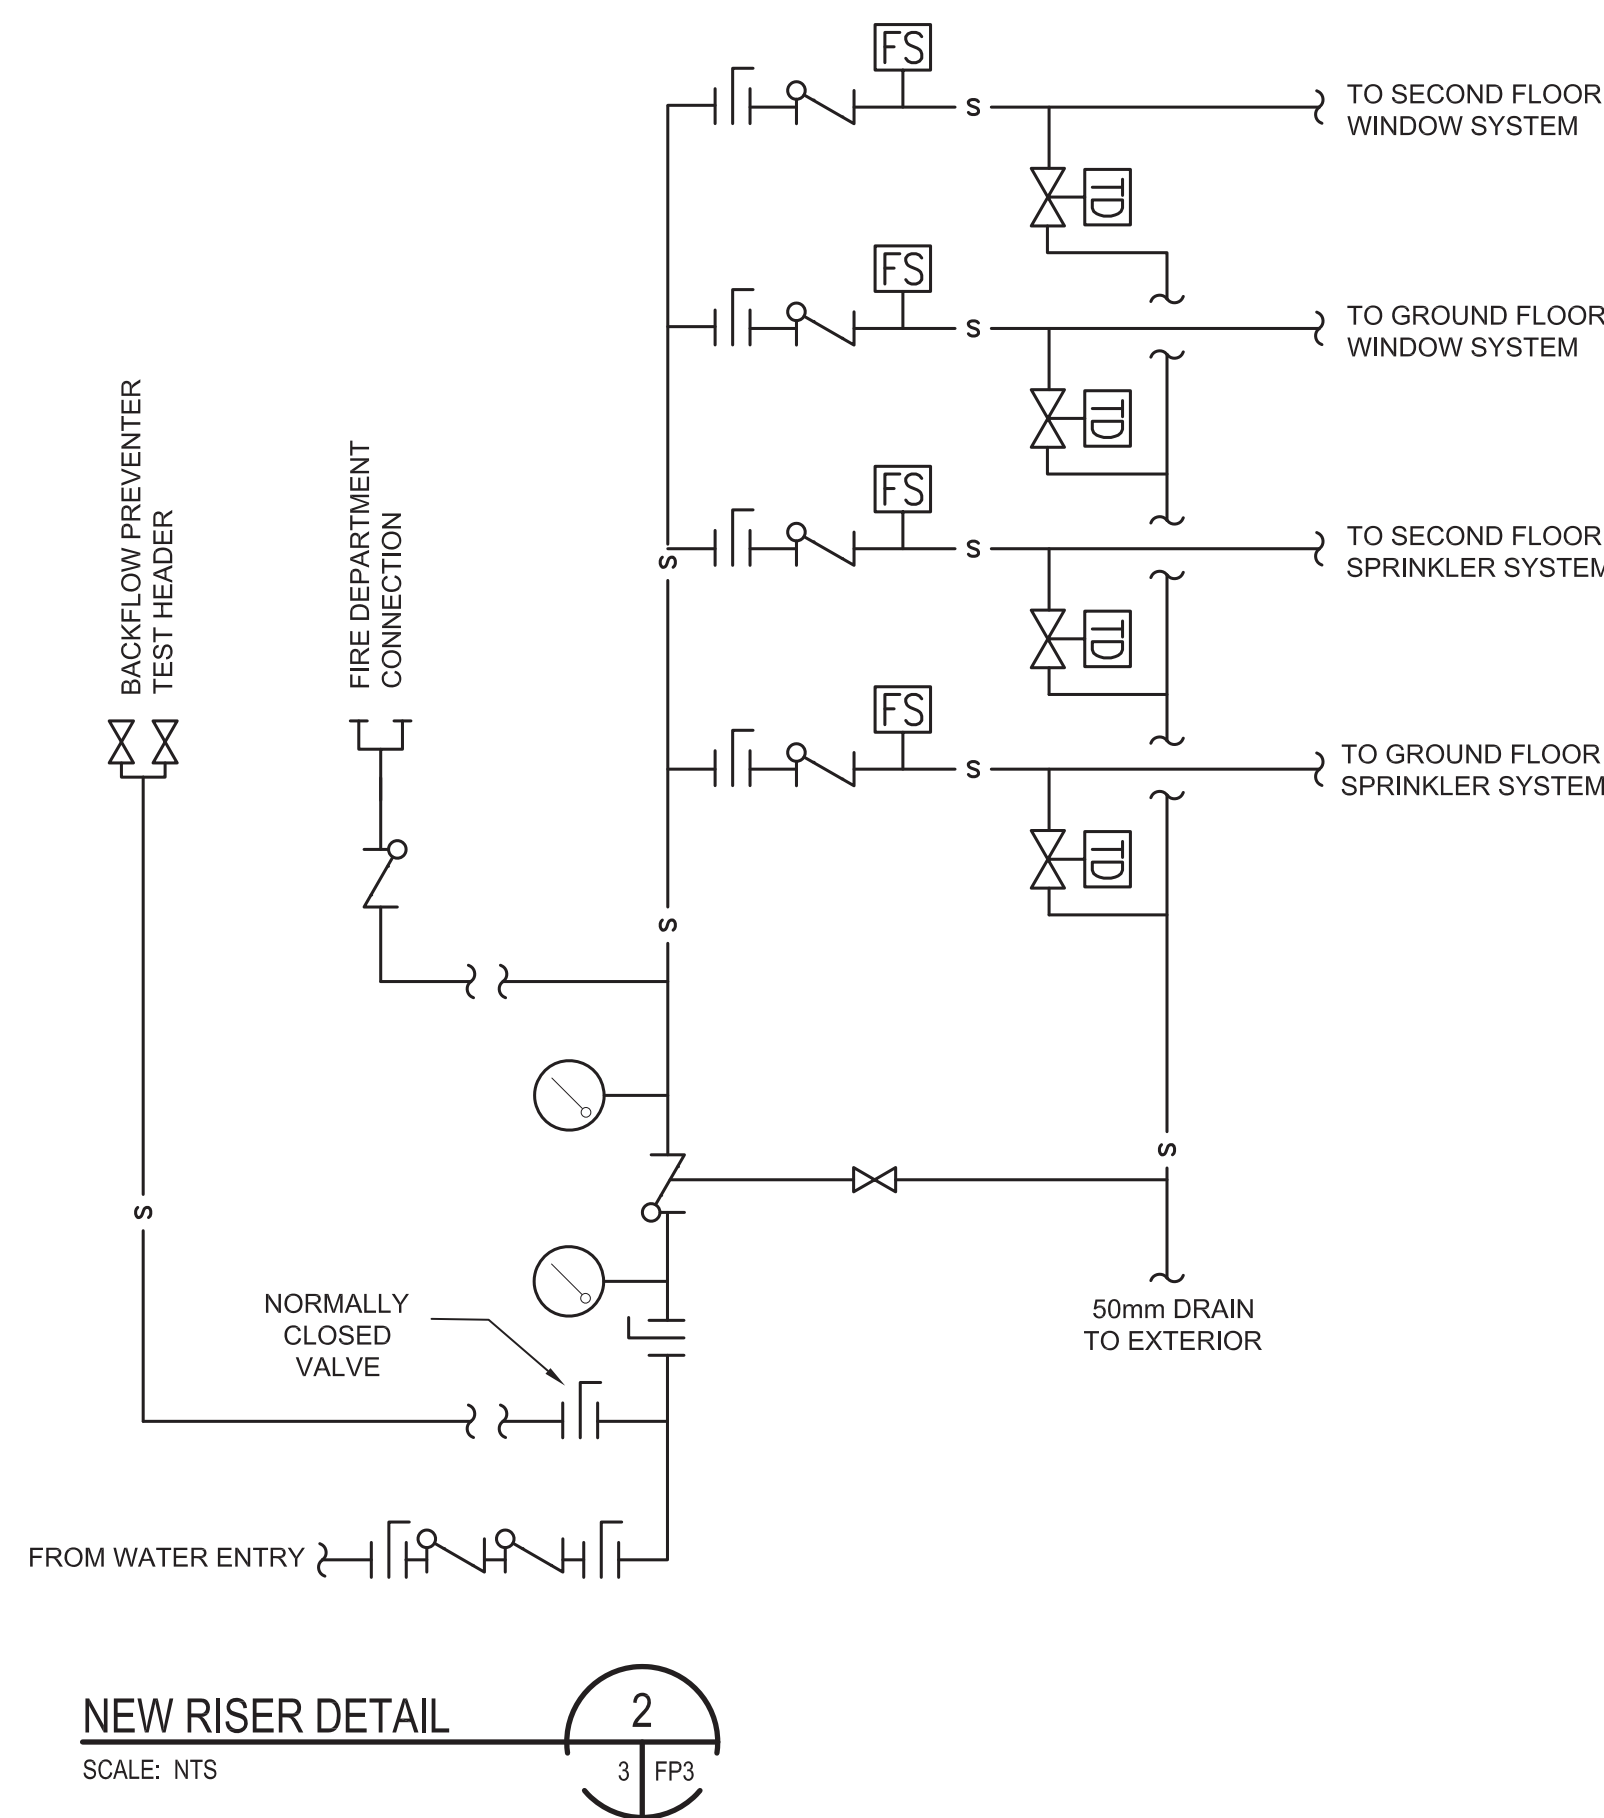 FS
S
TO SECOND FLOOR
WINDOW SYSTEM
TD
FS
S
TO GROUND FLOOR
WINDOW SYSTEM
TD
BACKFLOW PREVENTER
TEST HEADER
FIRE DEPARTMENT
CONNECTION
FS
S
S
TO SECOND FLOOR
SPRINKLER SYSTEM
TD
FS
S
TO GROUND FLOOR
SPRINKLER SYSTEM
TD
S
S
S
NORMALLY
CLOSED
VALVE
50mm DRAIN
TO EXTERIOR
FROM WATER ENTRY
NEW RISER DETAIL
SCALE: NTS
2
3 FP3